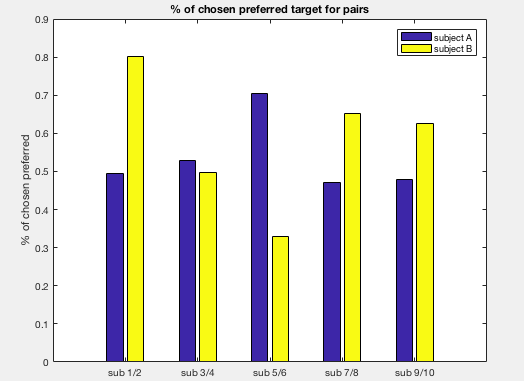 % of chosen preferred target for pairs
subject A
subject B
% of chosen preferred
0.9
0.8
0.7
0.6
0.5
0.4
0.3
0.2
0.1
0
sub 1/2 sub 3/4 sub 5/6 sub 7/8 sub 9/10